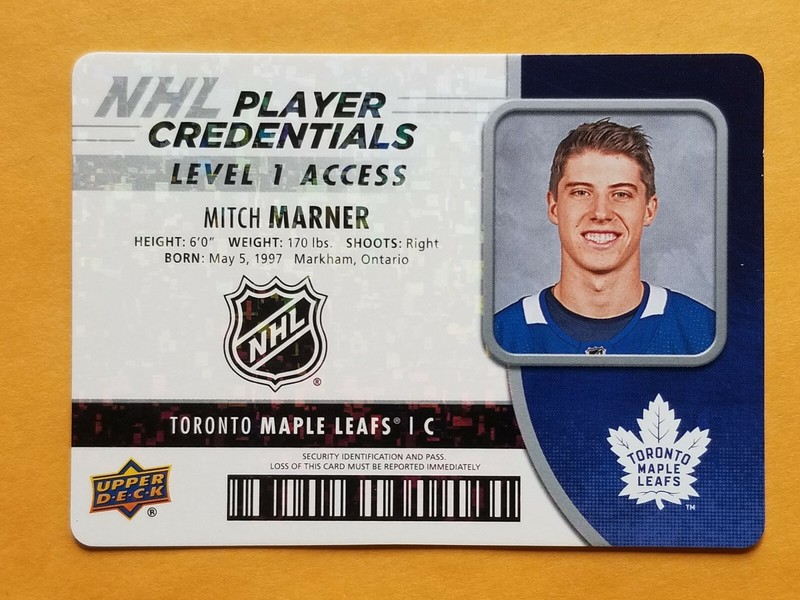 NHL PLAYER
CREDENTIALS
LEVEL 1 ACCESS
MITCH MARNER
HEIGHT: 6'0" WEIGHT: 170 lbs. SHOOTS: Right
BORN: May 5, 1997 Markham, Ontario
NHL ®
TORONTO MAPLE LEAFS® | C
SECURITY IDENTIFICATION AND PASS.
LOSS OF THIS CARD MUST BE REPORTED IMMEDIATELY
UPPER
D·E·C·K
®
TORONTO
MAPLE
LEAFS
TM